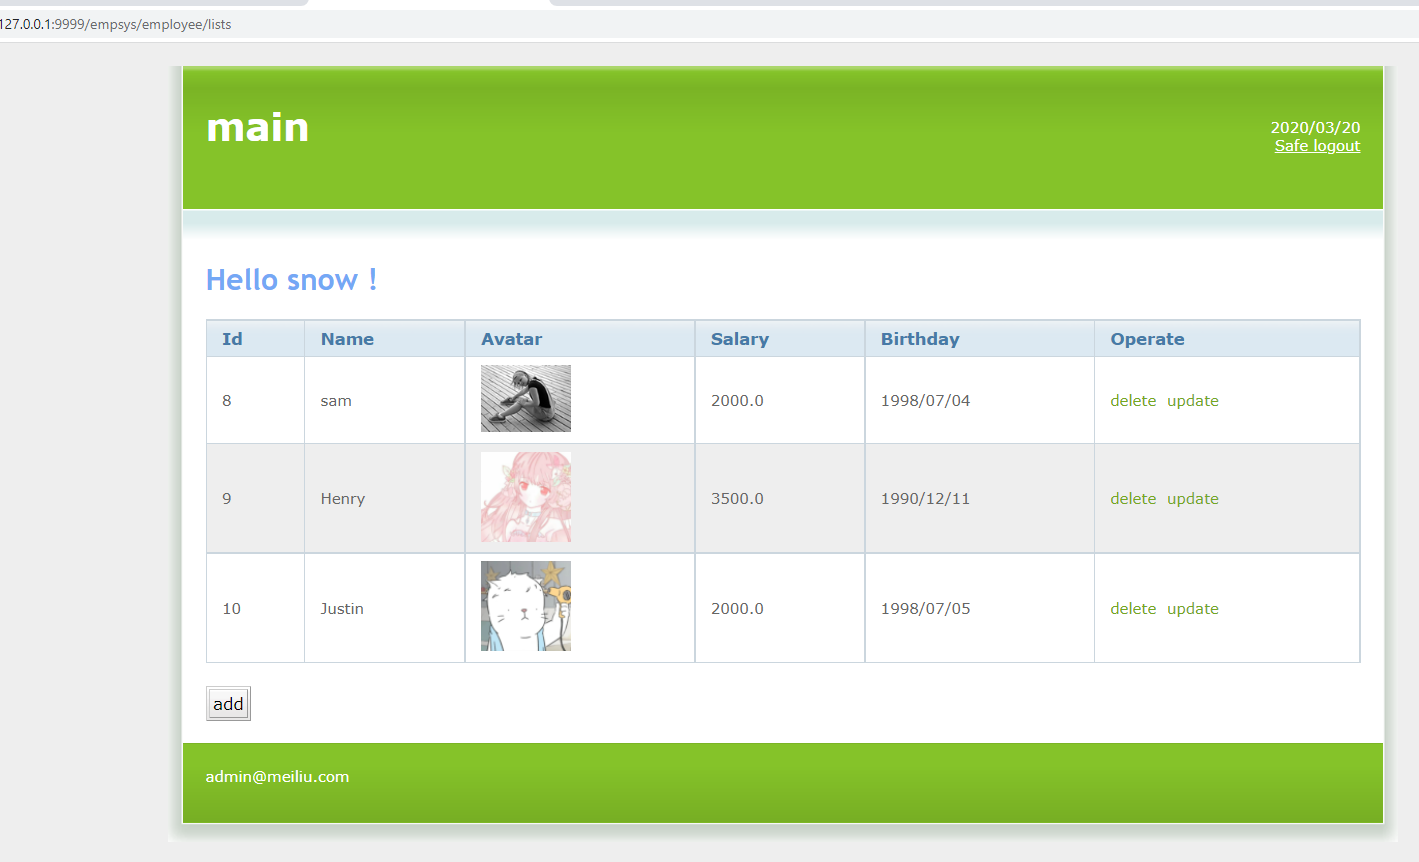 127.0.0.1:9999/empsys/employee/lists
main
2020/03/20
Safe logout
Hello snow！
Id Name Avatar Salary Birthday Operate
8 sam 2000.0 1998/07/04 delete update
9 Henry 3500.0 1990/12/11 delete update
10 Justin 2000.0 1998/07/05 delete update
add
admin@meiliu.com